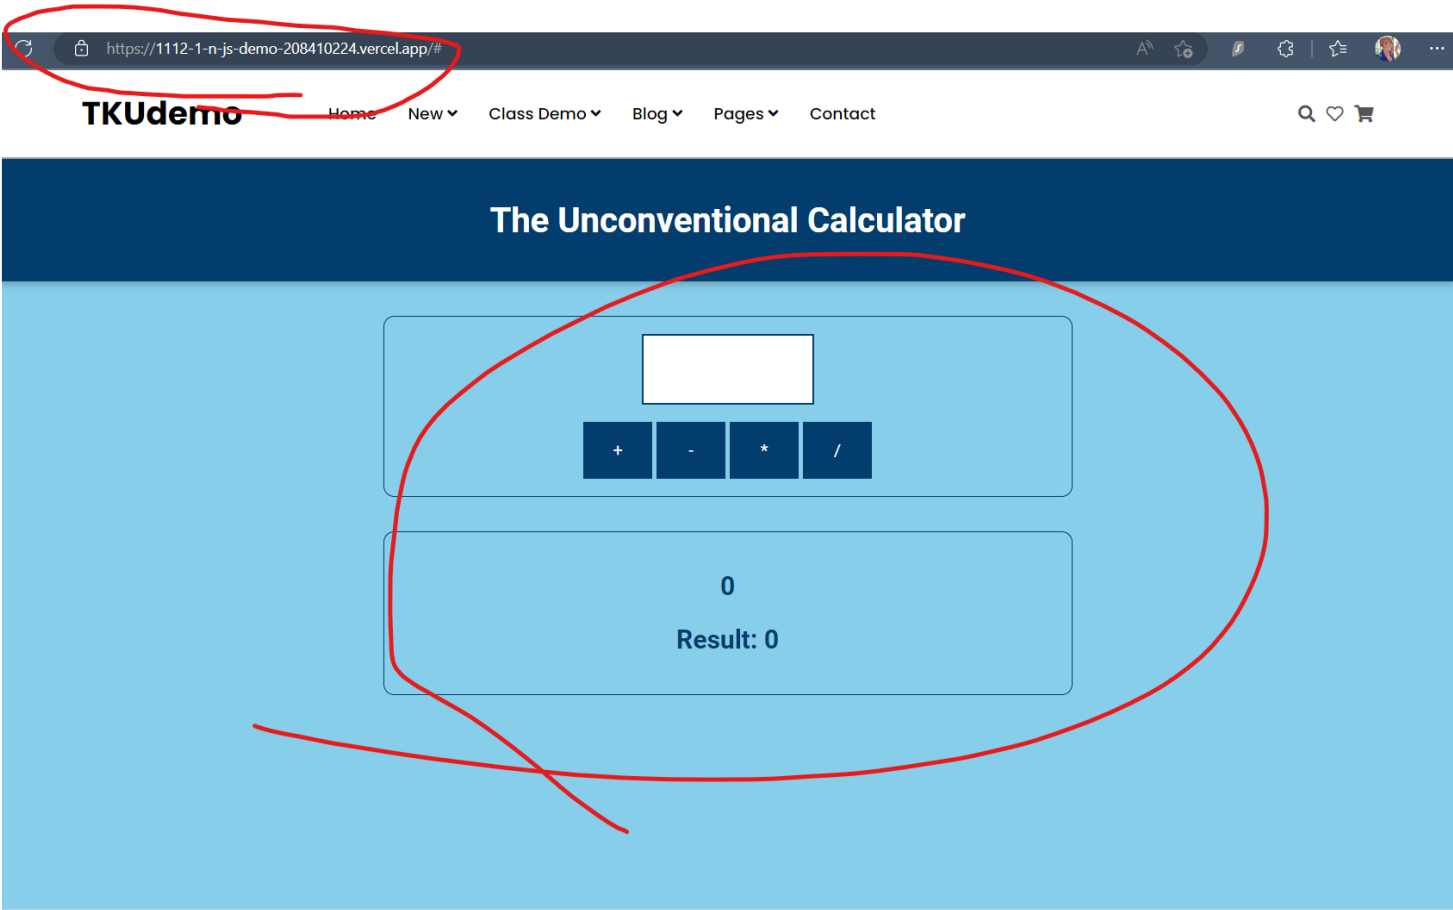 https://1112-1-n-js-demo-208410224.vercel.app/#
TKUdemo Home New Class Demo Blog Pages Contact
The Unconventional Calculator
+ - * /
0
Result: 0